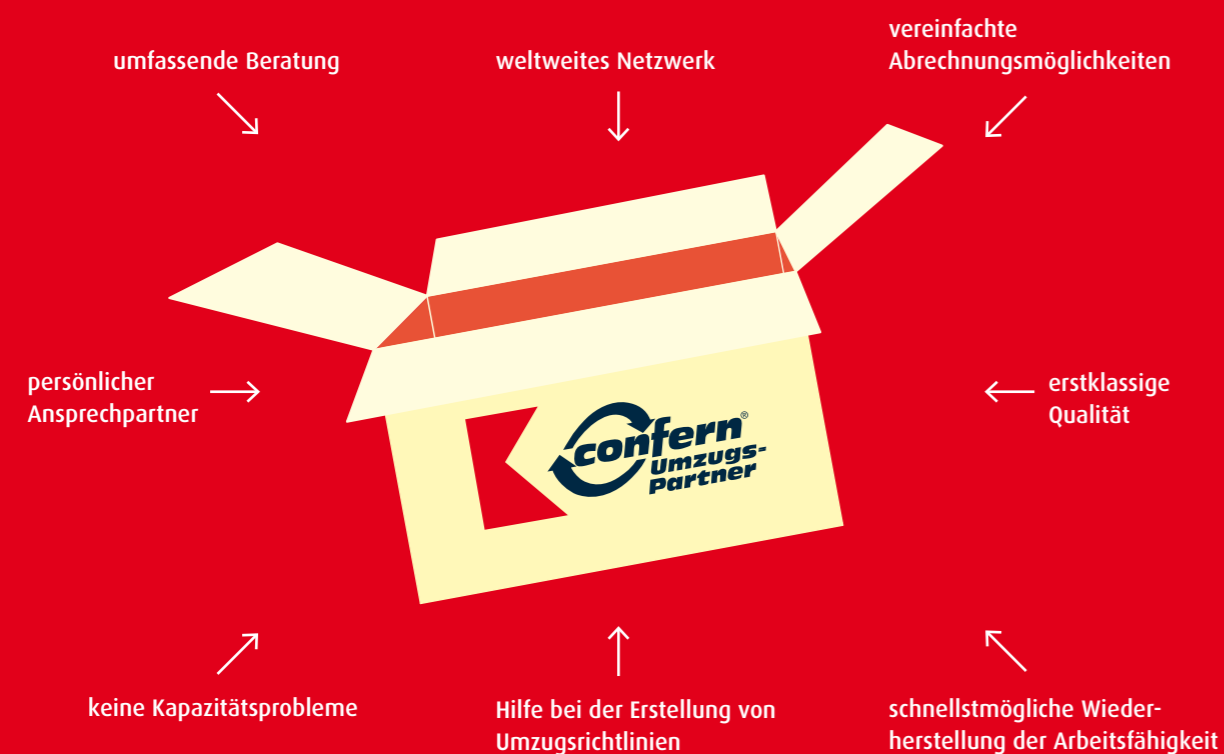 umfassende Beratung
weltweites Netzwerk
vereinfachte
Abrechnungsmöglichkeiten
persönlicher
Ansprechpartner
confern®
Umzugs-
Partner
erstklassige
Qualität
keine Kapazitätsprobleme
Hilfe bei der Erstellung von
Umzugsrichtlinien
schnellstmögliche Wieder-
herstellung der Arbeitsfähigkeit